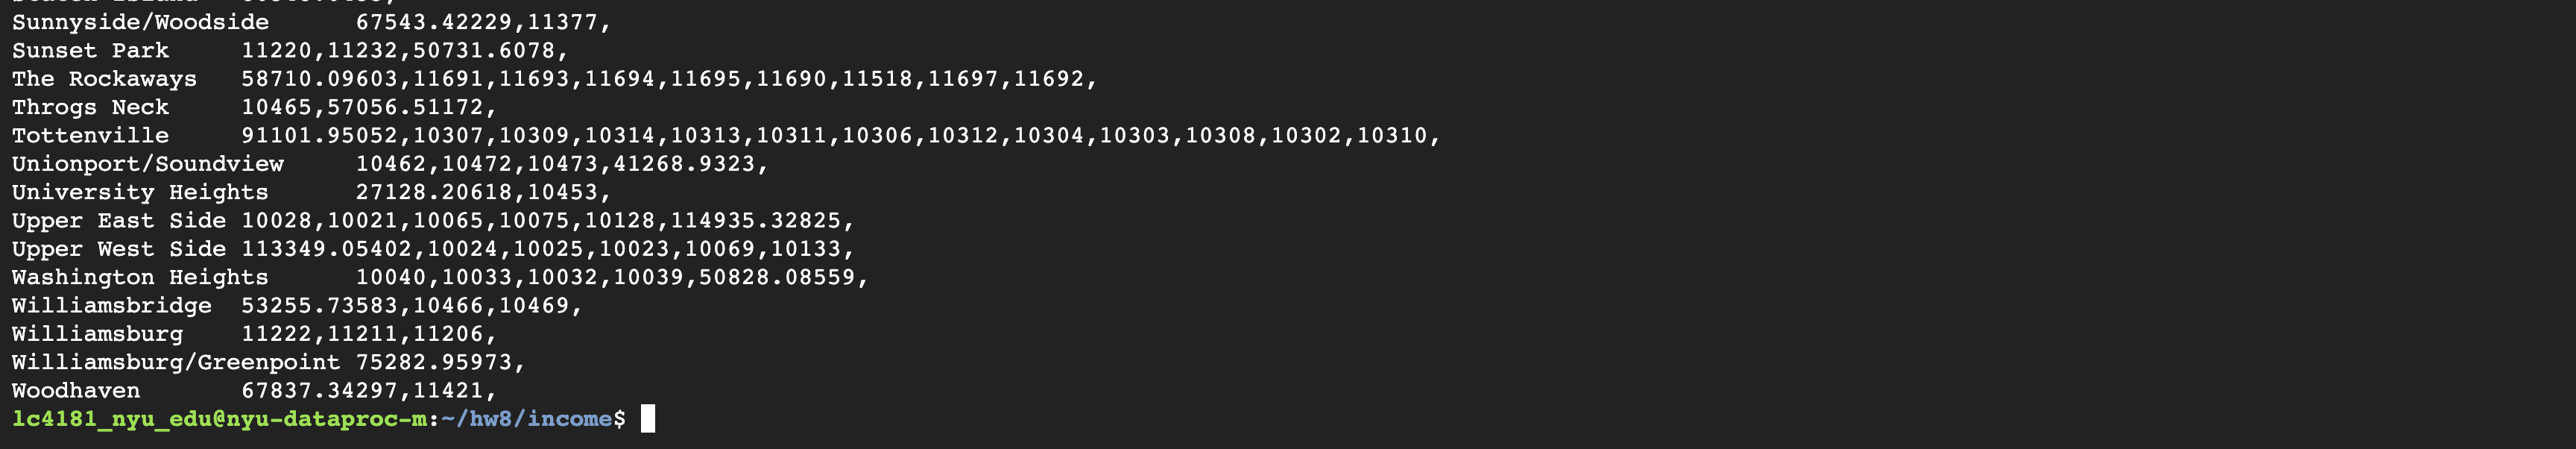 Sunnyside/Woodside 67543.42229,11377,
Sunset Park 11220,11232,50731.6078,
The Rockaways 58710.09603,11691,11693,11694,11695,11690,11518,11697,11692,
Throgs Neck 10465,57056.51172,
Tottenville 91101.95052,10307,10309,10314,10313,10311,10306,10312,10304,10303,10308,10302,10310,
Unionport/Soundview 10462,10472,10473,41268.9323,
University Heights 27128.20618,10453,
Upper East Side 10028,10021,10065,10075,10128,114935.32825,
Upper West Side 113349.05402,10024,10025,10023,10069,10133,
Washington Heights 10040,10033,10032,10039,50828.08559,
Williamsbridge 53255.73583,10466,10469,
Williamsburg 11222,11211,11206,
Williamsburg/Greenpoint 75282.95973,
Woodhaven 67837.34297,11421,
lc4181_nyu_edu@nyu-dataproc-m:~/hw8/income$